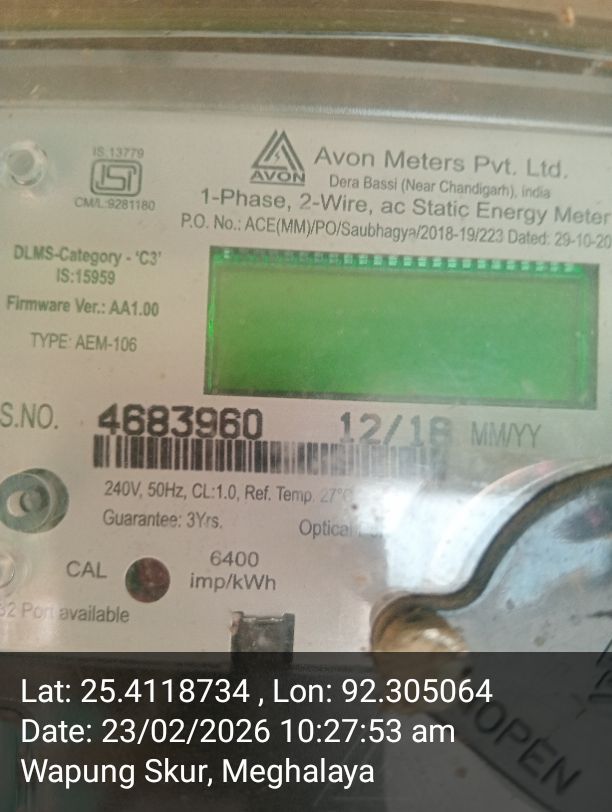 IS:13779
ISI
CM/L:9281180
AVON
Avon Meters Pvt. Ltd.
Dera Bassi (Near Chandigarh), India
1-Phase, 2-Wire, ac Static Energy Meter
P.O. No.: ACE(MM)/PO/Saubhagya/2018-19/223 Dated: 29-10-20
DLMS-Category - 'C3'
IS:15959
Firmware Ver.: AA1.00
TYPE: AEM-106
S.NO. 4683960 12/18 MM/YY
240V, 50Hz, CL:1.0, Ref. Temp. 27°C
Guarantee: 3Yrs. Optical
CAL 6400
imp/kWh
Port available
OPEN
Lat: 25.4118734 , Lon: 92.305064
Date: 23/02/2026 10:27:53 am
Wapung Skur, Meghalaya